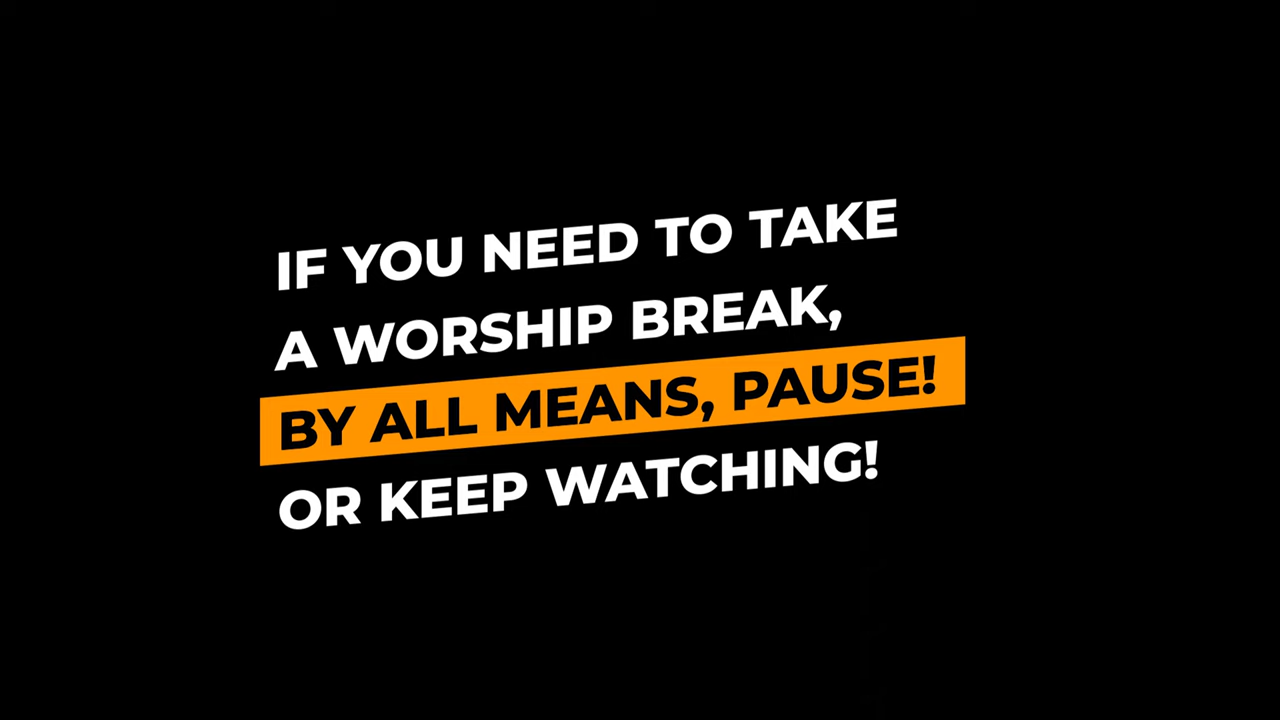 IF YOU NEED TO TAKE
A WORSHIP BREAK,
BY ALL MEANS, PAUSE!
OR KEEP WATCHING!